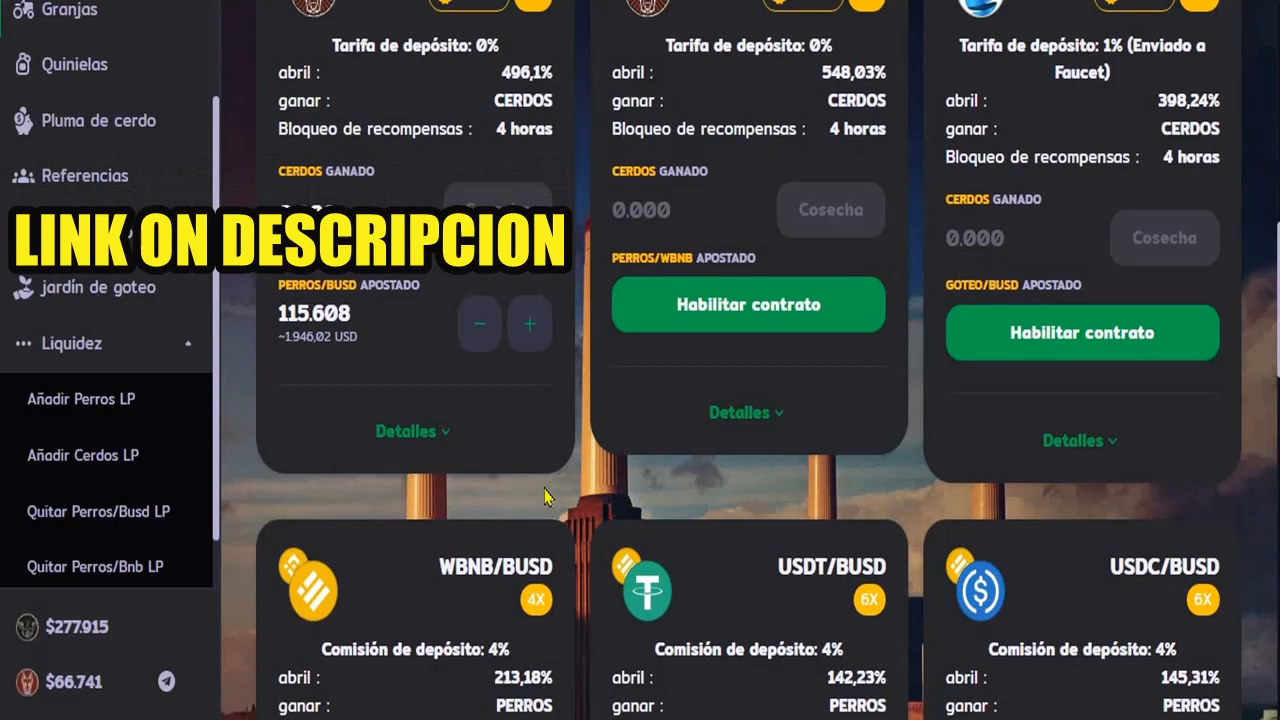 Granjas
Quinielas
Pluma de cerdo
Referencias
LINK ON DESCRIPCION
jardín de goteo
Liquidez
Añadir Perros LP
Añadir Cerdos LP
Quitar Perros/Busd LP
Quitar Perros/Bnb LP
$277.915
$66.741
Tarifa de depósito: 0%
abril : 496,1%
ganar : CERDOS
Bloqueo de recompensas : 4 horas
CERDOS GANADO
PERROS/BUSD APOSTADO
115.608
~1.946,02 USD
Detalles
Tarifa de depósito: 0%
abril : 548,03%
ganar : CERDOS
Bloqueo de recompensas : 4 horas
CERDOS GANADO
0.000 Cosecha
PERROS/WBNB APOSTADO
Habilitar contrato
Detalles
Tarifa de depósito: 1% (Enviado a
Faucet)
abril : 398,24%
ganar : CERDOS
Bloqueo de recompensas : 4 horas
CERDOS GANADO
0.000 Cosecha
GOTEO/BUSD APOSTADO
Habilitar contrato
Detalles
WBNB/BUSD
4X
Comisión de depósito: 4%
abril : 213,18%
ganar : PERROS
USDT/BUSD
6X
Comisión de depósito: 4%
abril : 142,23%
ganar : PERROS
USDC/BUSD
6X
Comisión de depósito: 4%
abril : 145,31%
ganar : PERROS